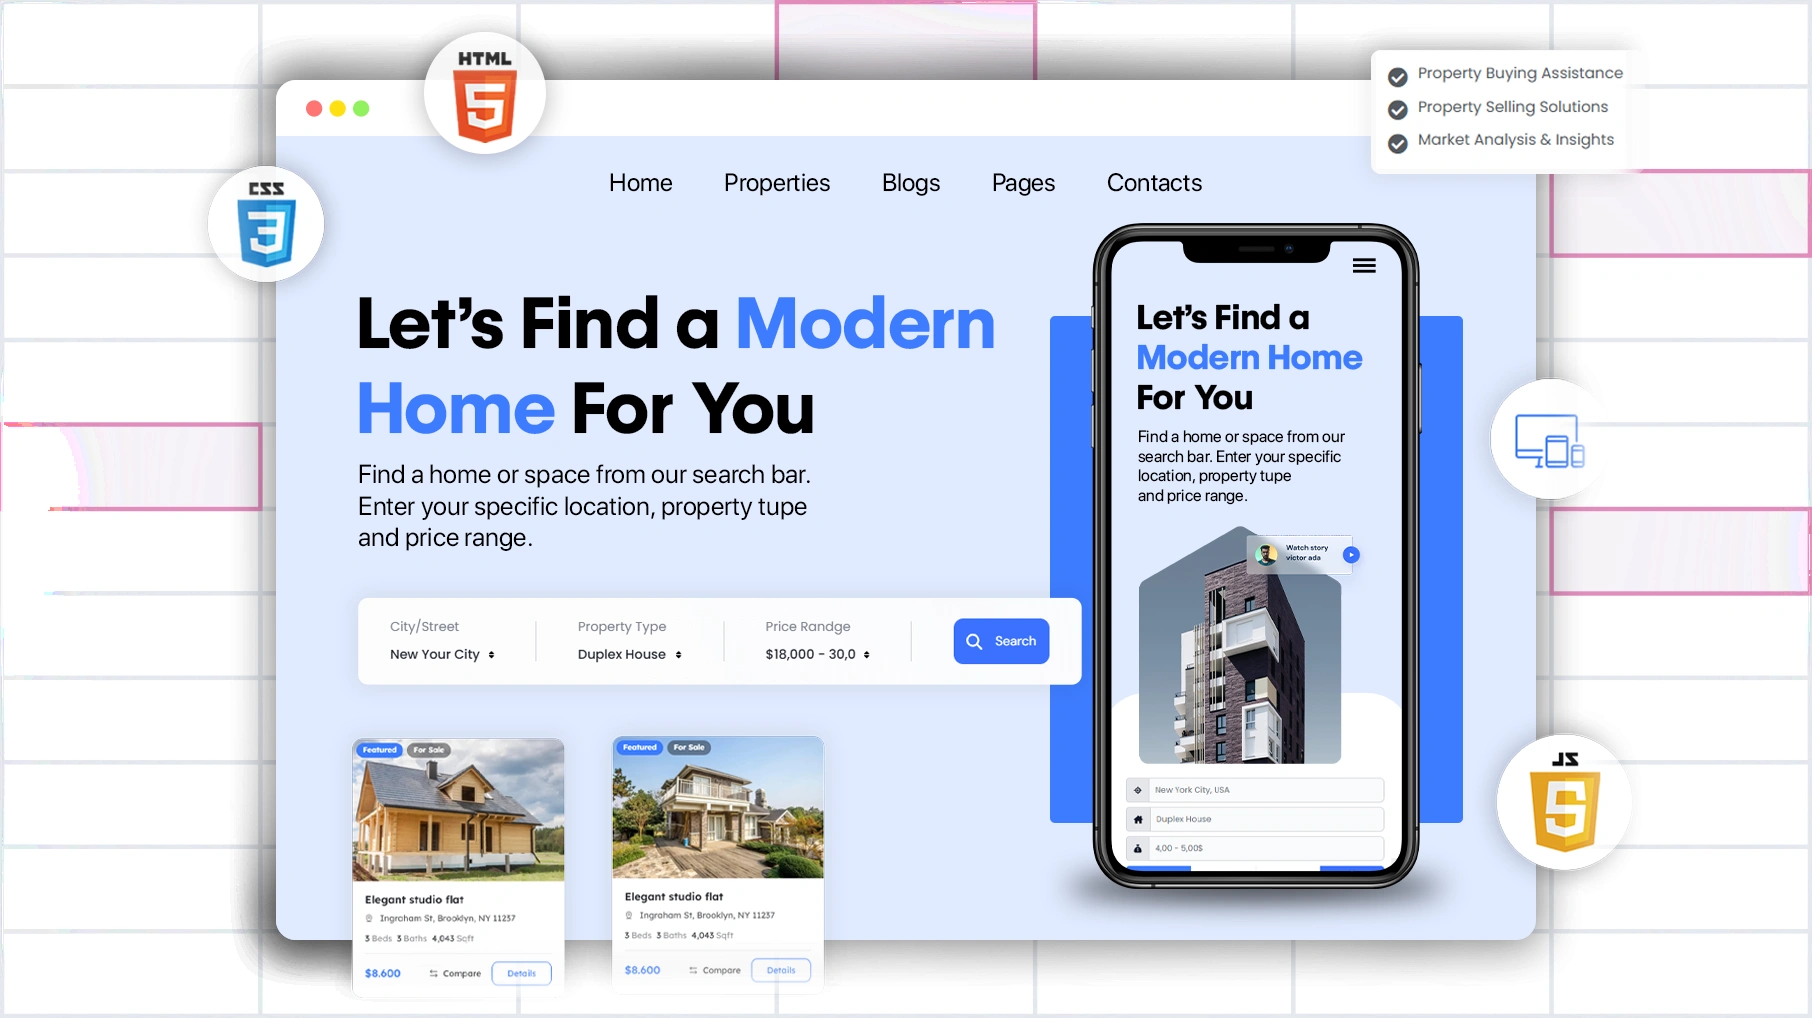 HTML
5
CSS
3
Property Buying Assistance
Property Selling Solutions
Market Analysis & Insights
Home Properties Blogs Pages Contacts
Let's Find a Modern
Home For You
Find a home or space from our search bar.
Enter your specific location, property tupe
and price range.
City/Street
New Your City
Property Type
Duplex House
Price Randge
$18,000 - 30,0
Search
Featured For Sale
Elegant studio flat
Ingraham St, Brooklyn, NY 11237
3 Beds 3 Baths 4,043 Sqft
$8.600 Compare Details
Featured For Sale
Elegant studio flat
Ingraham St, Brooklyn, NY 11237
3 Beds 3 Baths 4,043 Sqft
$8.600 Compare Details
Let's Find a
Modern Home
For You
Find a home or space from our
search bar. Enter your specific
location, property tupe
and price range.
Watch story
victor ada
New York City, USA
Duplex House
4,00 - 5,00$
JS